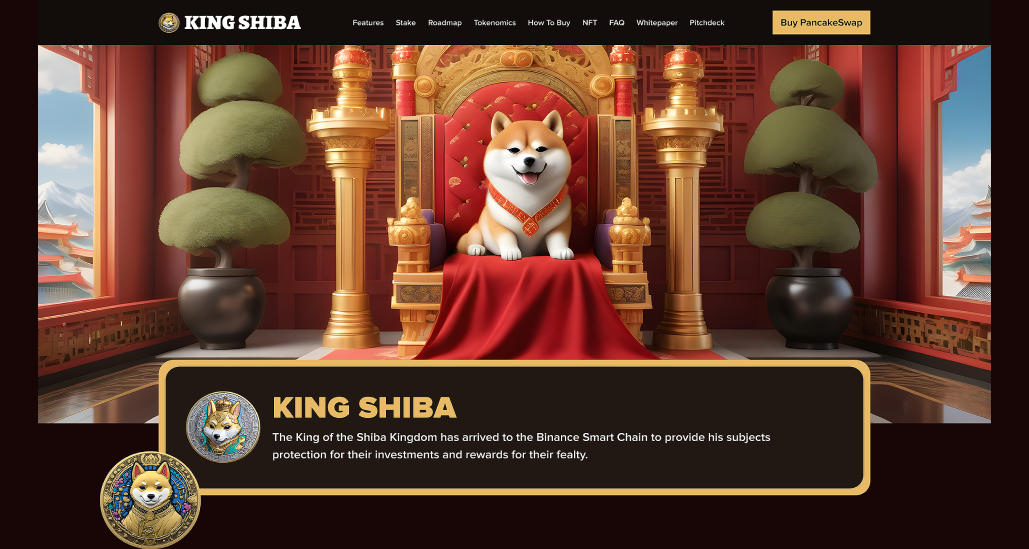 KING SHIBA
Features Stake Roadmap Tokenomics How To Buy NFT FAQ Whitepaper Pitchdeck
Buy PancakeSwap
KING SHIBA
The King of the Shiba Kingdom has arrived to the Binance Smart Chain to provide his subjects
protection for their investments and rewards for their fealty.